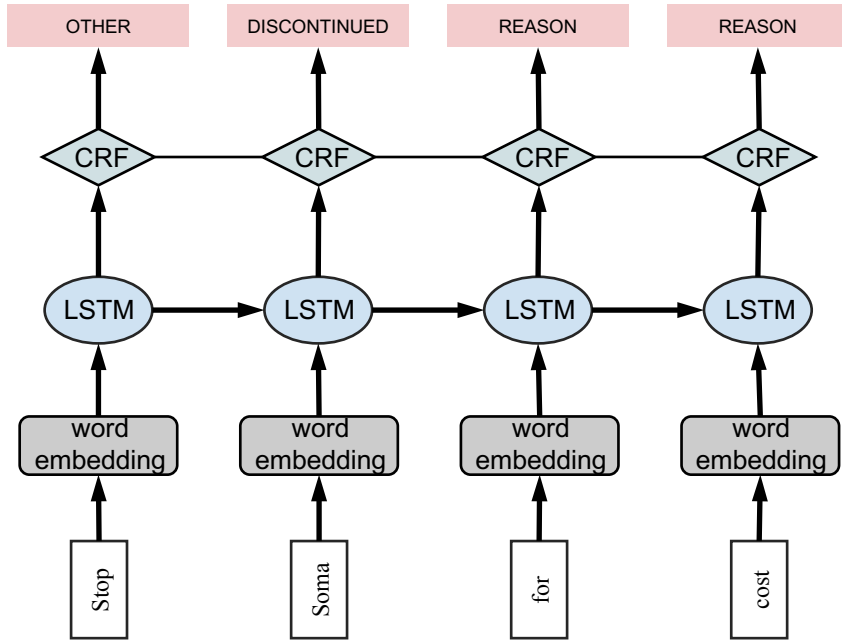 OTHER DISCONTINUED REASON REASON
CRF CRF CRF CRF
LSTM LSTM LSTM LSTM
word word word word
embedding embedding embedding embedding
Stop Soma for cost